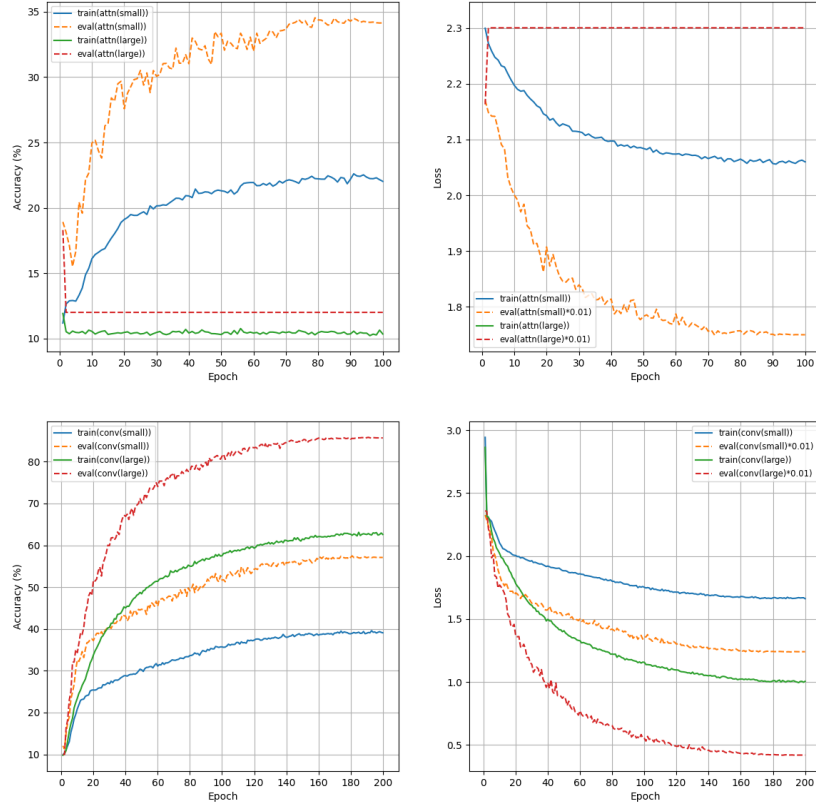 train(attn(small))
eval(attn(small))
train(attn(large))
eval(attn(large))
35
30
25
20
15
10
Accuracy (%)
0 10 20 30 40 50 60 70 80 90 100
Epoch
2.3
2.2
2.1
2.0
1.9
1.8
Loss
train(attn(small))
eval(attn(small)*0.01)
train(attn(large))
eval(attn(large)*0.01)
0 10 20 30 40 50 60 70 80 90 100
Epoch
train(conv(small))
eval(conv(small))
train(conv(large))
eval(conv(large))
80
70
60
50
40
30
20
10
Accuracy (%)
0 20 40 60 80 100 120 140 160 180 200
Epoch
train(conv(small))
eval(conv(small)*0.01)
train(conv(large))
eval(conv(large)*0.01)
3.0
2.5
2.0
1.5
1.0
0.5
Loss
0 20 40 60 80 100 120 140 160 180 200
Epoch